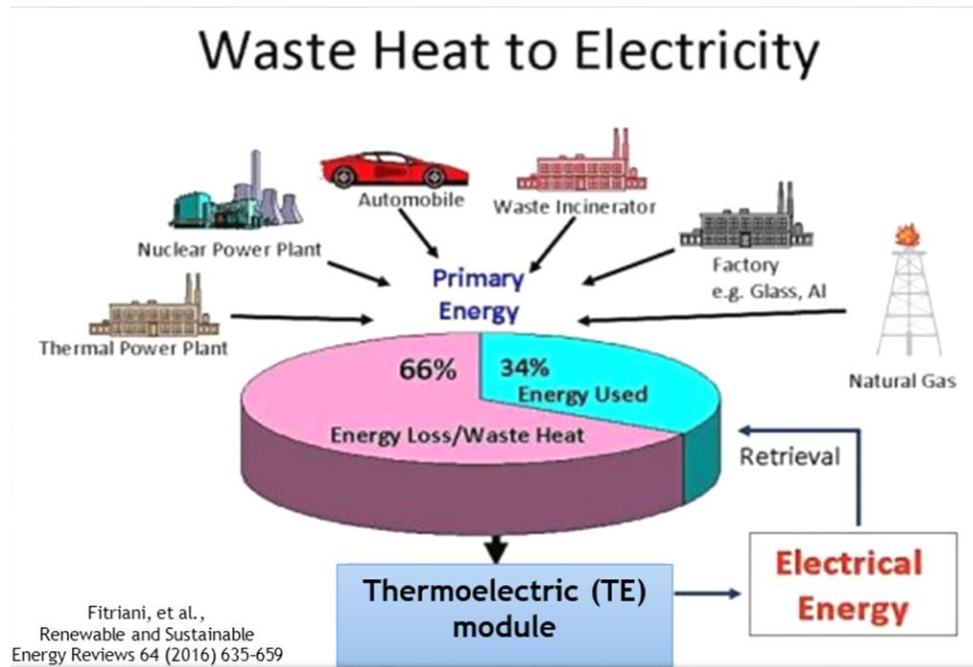 Waste Heat to Electricity
Automobile
Waste Incinerator
Nuclear Power Plant
Primary
Energy
Factory
e.g. Glass, Al
Thermal Power Plant
Natural Gas
66%
34%
Energy Used
Energy Loss/Waste Heat
Retrieval
Thermoelectric (TE)
module
Electrical
Energy
Fitriani, et al.,
Renewable and Sustainable
Energy Reviews 64 (2016) 635-659